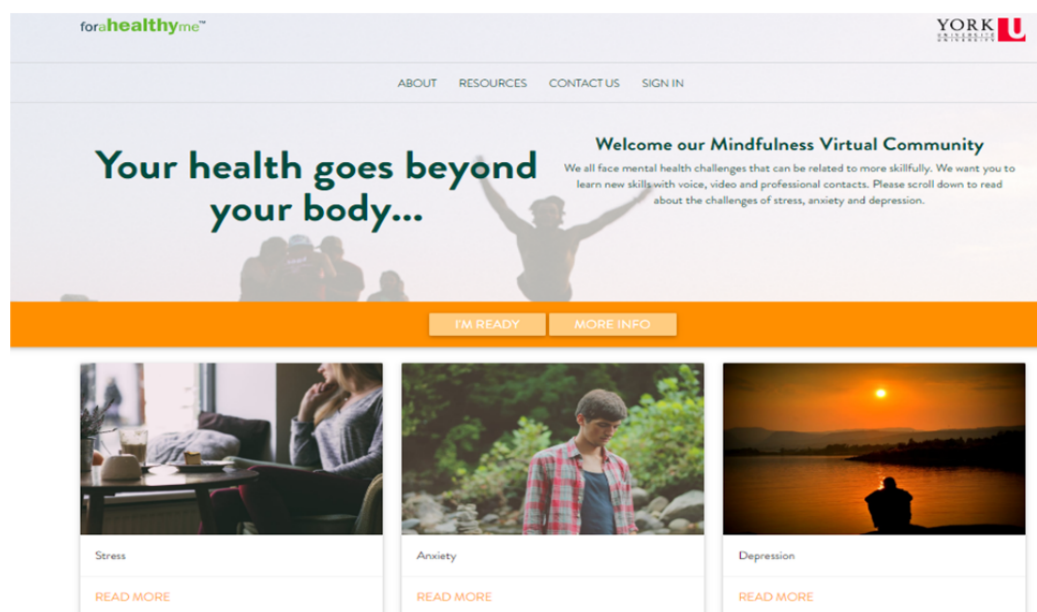 forahealthyme™
YORK U
UNIVERSITÉ
UNIVERSITY
ABOUT RESOURCES CONTACT US SIGN IN
Your health goes beyond
your body...
Welcome our Mindfulness Virtual Community
We all face mental health challenges that can be related to more skillfully. We want you to
learn new skills with voice, video and professional contacts. Please scroll down to read
about the challenges of stress, anxiety and depression.
I'M READY MORE INFO
Stress
READ MORE
Anxiety
READ MORE
Depression
READ MORE